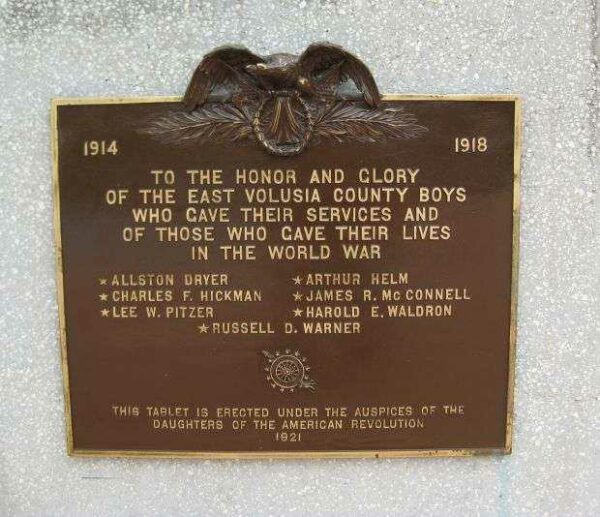 1914 1918
TO THE HONOR AND GLORY
OF THE EAST VOLUSIA COUNTY BOYS
WHO GAVE THEIR SERVICES AND
OF THOSE WHO GAVE THEIR LIVES
IN THE WORLD WAR
★ALLSTON DRYER ★ARTHUR HELM
★CHARLES F. HICKMAN ★JAMES R. McCONNELL
★LEE W. PITZER ★HAROLD E. WALDRON
★RUSSELL D. WARNER
THIS TABLET IS ERECTED UNDER THE AUSPICES OF THE
DAUGHTERS OF THE AMERICAN REVOLUTION
1921